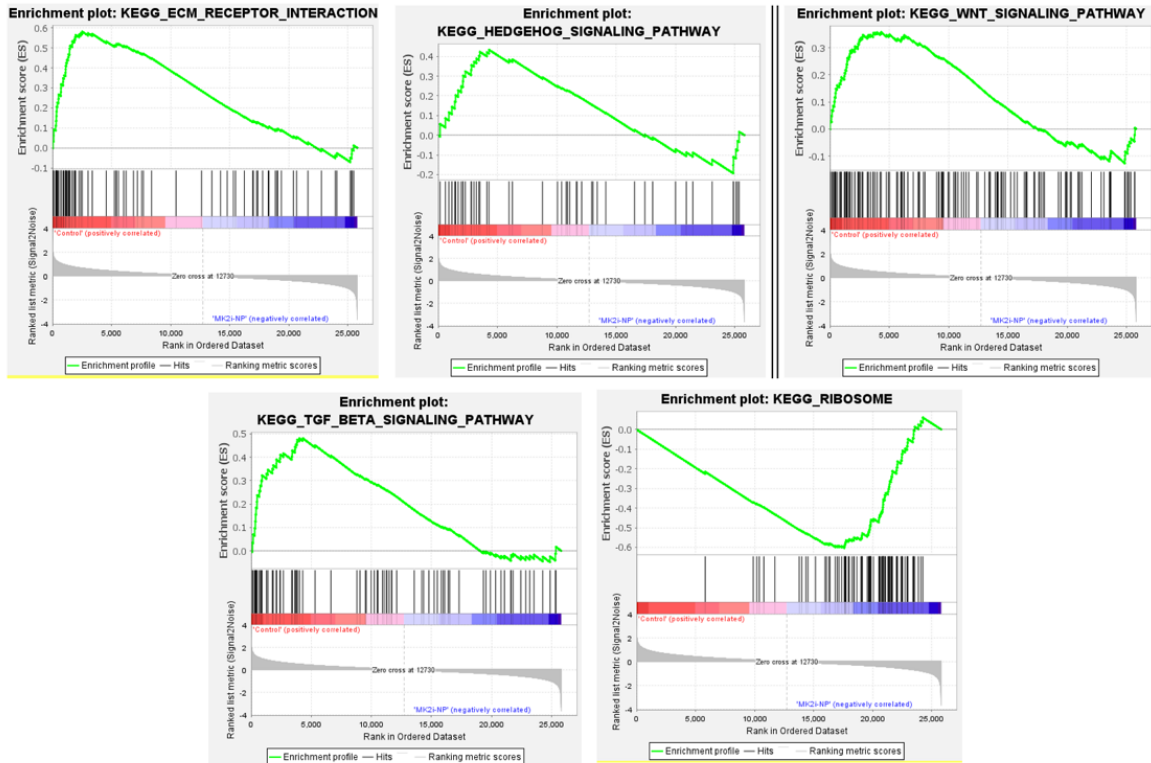 Enrichment plot: KEGG_ECM_RECEPTOR_INTERACTION
Enrichment score (ES)
0.6
0.5
0.4
0.3
0.2
0.1
0.0
-0.1
'Control' (positively correlated)
Ranked list metric (Signal2Noise)
4
2
0
-2
-4
Zero cross at 12730
'MK2i-NP' (negatively correlated)
0 5,000 10,000 15,000 20,000 25,000
Rank in Ordered Dataset
Enrichment profile Hits Ranking metric scores
Enrichment plot:
KEGG_HEDGEHOG_SIGNALING_PATHWAY
Enrichment score (ES)
0.4
0.3
0.2
0.1
0.0
-0.1
-0.2
'Control' (positively correlated)
Ranked list metric (Signal2Noise)
4
2
0
-2
-4
Zero cross at 12730
'MK2i-NP' (negatively correlated)
0 5,000 10,000 15,000 20,000 25,000
Rank in Ordered Dataset
Enrichment profile Hits Ranking metric scores
Enrichment plot: KEGG_WNT_SIGNALING_PATHWAY
Enrichment score (ES)
0.3
0.2
0.1
0.0
-0.1
'Control' (positively correlated)
Ranked list metric (Signal2Noise)
4
2
0
-2
-4
Zero cross at 12730
'MK2i-NP' (negatively correlated)
0 5,000 10,000 15,000 20,000 25,000
Rank in Ordered Dataset
Enrichment profile Hits Ranking metric scores
Enrichment plot:
KEGG_TGF_BETA_SIGNALING_PATHWAY
Enrichment score (ES)
0.5
0.4
0.3
0.2
0.1
0.0
'Control' (positively correlated)
Ranked list metric (Signal2Noise)
4
2
0
-2
-4
Zero cross at 12730
'MK2i-NP' (negatively correlated)
0 5,000 10,000 15,000 20,000 25,000
Rank in Ordered Dataset
Enrichment profile Hits Ranking metric scores
Enrichment plot: KEGG_RIBOSOME
Enrichment score (ES)
0.0
-0.1
-0.2
-0.3
-0.4
-0.5
-0.6
'Control' (positively correlated)
Ranked list metric (Signal2Noise)
4
2
0
-2
-4
Zero cross at 12730
'MK2i-NP' (negatively correlated)
0 5,000 10,000 15,000 20,000 25,000
Rank in Ordered Dataset
Enrichment profile Hits Ranking metric scores